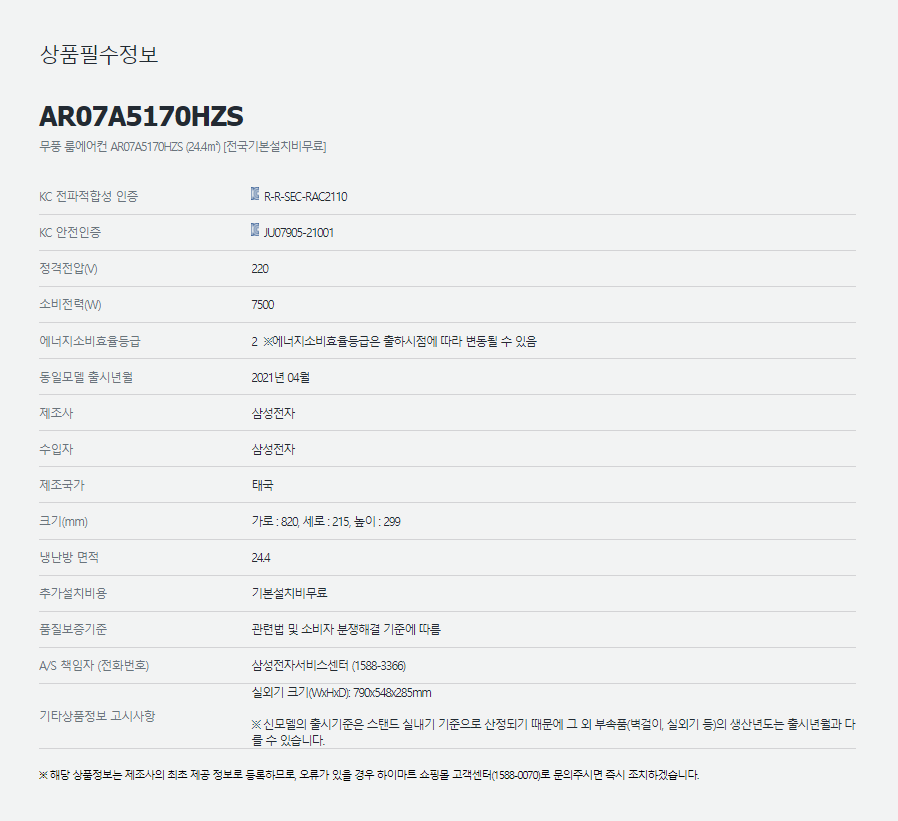 상품필수정보
AR07A5170HZS
무풍 룸에어컨 AR07A5170HZS (24.4㎡) [전국기본설치비무료]
KC 전파적합성 인증 R-R-SEC-RAC2110
KC 안전인증 JU07905-21001
정격전압(V) 220
소비전력(W) 7500
에너지소비효율등급 2 ※에너지소비효율등급은 출하시점에 따라 변동될 수 있음
동일모델 출시년월 2021년 04월
제조사 삼성전자
수입자 삼성전자
제조국가 태국
크기(mm) 가로 : 820, 세로 : 215, 높이 : 299
냉난방 면적 24.4
추가설치비용 기본설치비무료
품질보증기준 관련법 및 소비자 분쟁해결 기준에 따름
A/S 책임자 (전화번호) 삼성전자서비스센터 (1588-3366)
기타상품정보 고시사항
실외기 크기(WxHxD): 790x548x285mm
※ 신모델의 출시기준은 스탠드 실내기 기준으로 산정되기 때문에 그 외 부속품(벽걸이, 실외기 등)의 생산년도는 출시년월과 다
를 수 있습니다.
※ 해당 상품정보는 제조사의 최초 제공 정보로 등록하므로, 오류가 있을 경우 하이마트 쇼핑몰 고객센터(1588-0070)로 문의주시면 즉시 조치하겠습니다.